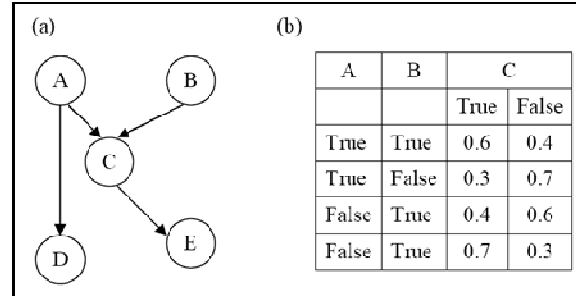 (a)
A
B
C
D
E
(b)
A B C
True False
True True 0.6 0.4
True False 0.3 0.7
False True 0.4 0.6
False True 0.7 0.3